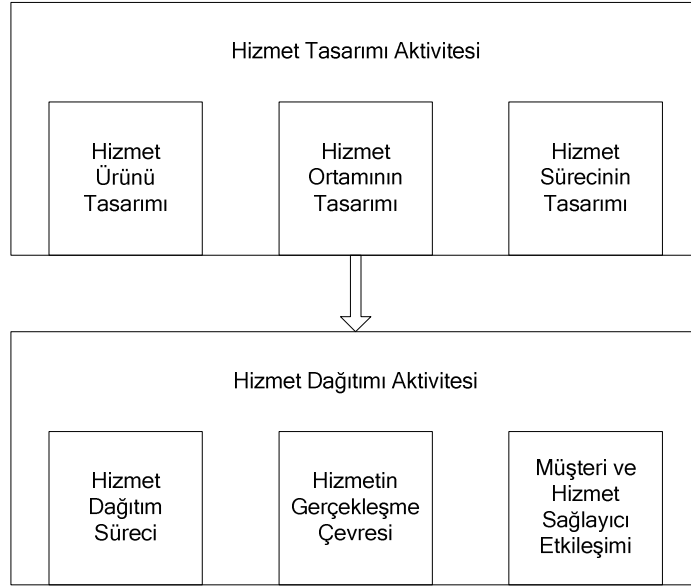 Hizmet Tasarımı Aktivitesi
Hizmet
Ürünü
Tasarımı
Hizmet
Ortamının
Tasarımı
Hizmet
Sürecinin
Tasarımı
Hizmet Dağıtımı Aktivitesi
Hizmet
Dağıtım
Süreci
Hizmetin
Gerçekleşme
Çevresi
Müşteri ve
Hizmet
Sağlayıcı
Etkileşimi